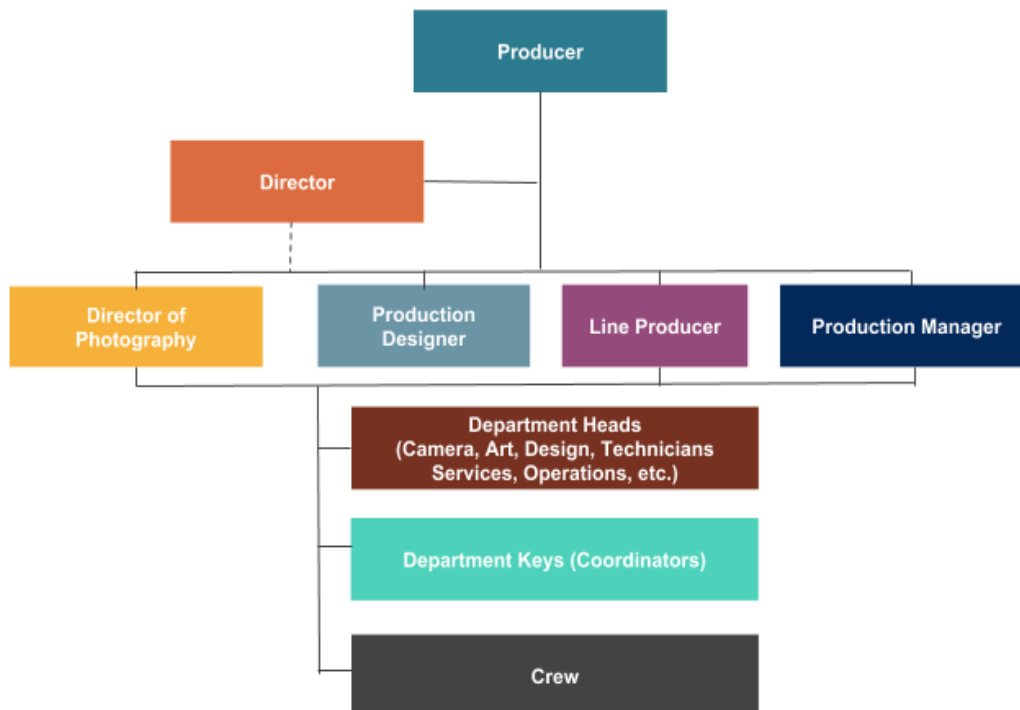 Producer
Director
Director of
Photography
Production
Designer
Line Producer
Production Manager
Department Heads
(Camera, Art, Design, Technicians
Services, Operations, etc.)
Department Keys (Coordinators)
Crew